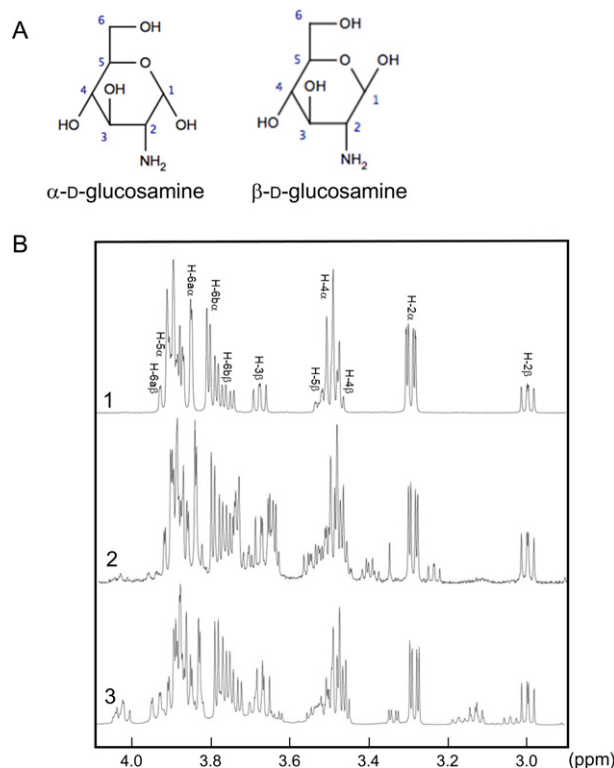 A
6
OH
5
O
4
OH
1
HO
3
2
OH
NH2
α-D-glucosamine
6
OH
5
O
OH
4
OH
1
HO
3
2
NH2
β-D-glucosamine
B
H-6aβ
H-5α
H-6aα
H-6bα
H-6bβ
H-3β
H-5β
H-4α
H-4β
H-2α
H-2β
1
2
3
4.0 3.8 3.6 3.4 3.2 3.0 (ppm)